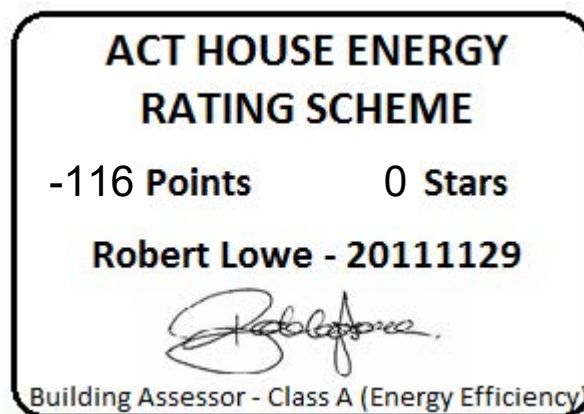 ACT HOUSE ENERGY
RATING SCHEME
-116 Points 0 Stars
Robert Lowe - 20111129
Building Assessor - Class A (Energy Efficiency)